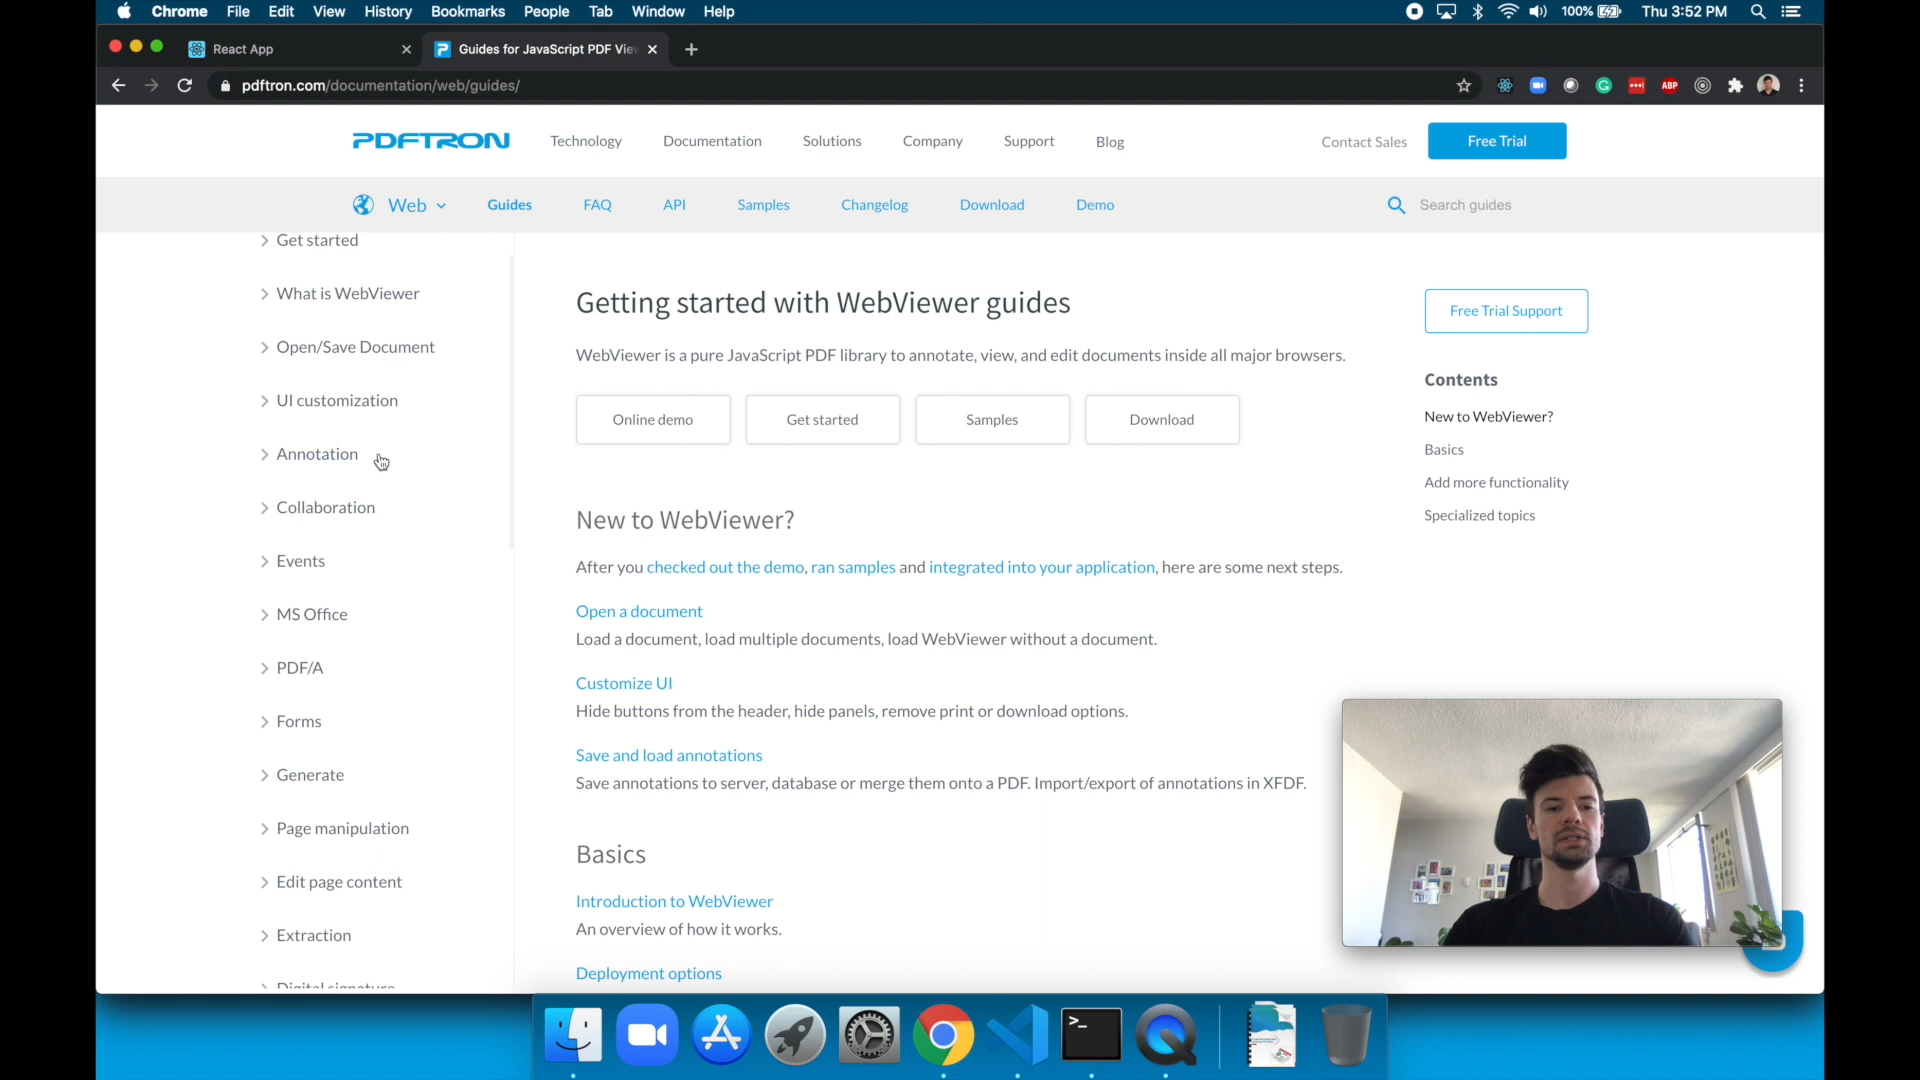 Chrome File Edit View History Bookmarks People Tab Window Help
100% Thu 3:52 PM
React App
Guides for JavaScript PDF Vie
pdftron.com/documentation/web/guides/
ABP
PDFTRON
Technology Documentation Solutions Company Support Blog
Contact Sales Free Trial
Web Guides FAQ API Samples Changelog Download Demo
Search guides
Get started
What is WebViewer
Open/Save Document
UI customization
Annotation
Collaboration
Events
MS Office
PDF/A
Forms
Generate
Page manipulation
Edit page content
Extraction
Digital signature
Getting started with WebViewer guides
WebViewer is a pure JavaScript PDF library to annotate, view, and edit documents inside all major browsers.
Online demo Get started Samples Download
New to WebViewer?
After you checked out the demo, ran samples and integrated into your application, here are some next steps.
Open a document
Load a document, load multiple documents, load WebViewer without a document.
Customize UI
Hide buttons from the header, hide panels, remove print or download options.
Save and load annotations
Save annotations to server, database or merge them onto a PDF. Import/export of annotations in XFDF.
Basics
Introduction to WebViewer
An overview of how it works.
Deployment options
Free Trial Support
Contents
New to WebViewer?
Basics
Add more functionality
Specialized topics